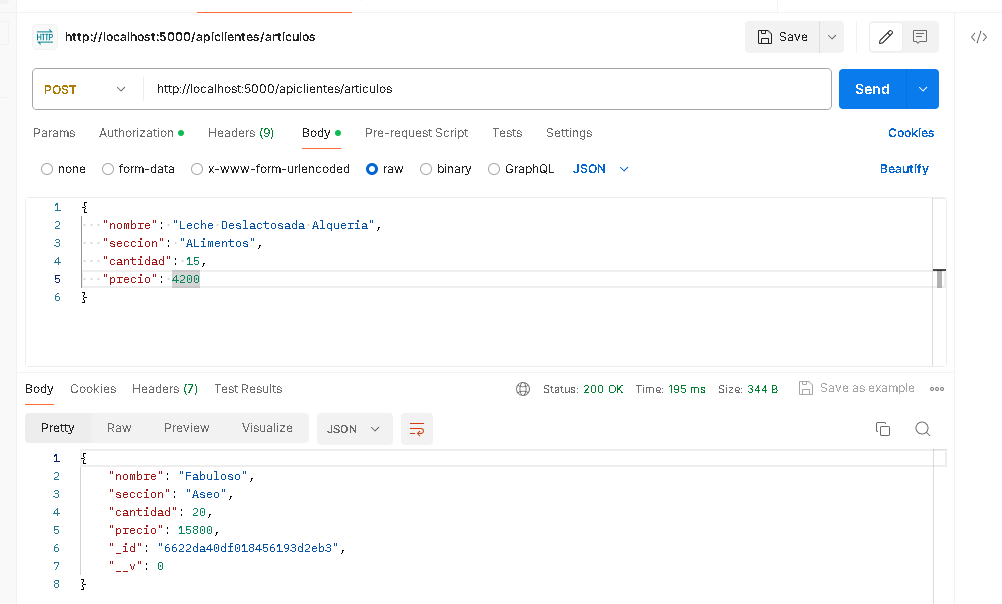 HTTP http://localhost:5000/apiclientes/articulos Save
POST http://localhost:5000/apiclientes/articulos Send
Params Authorization Headers (9) Body Pre-request Script Tests Settings Cookies
none form-data x-www-form-urlencoded raw binary GraphQL JSON Beautify
1 {
2 "nombre": "Leche Deslactosada Alqueria",
3 "seccion": "ALimentos",
4 "cantidad": 15,
5 "precio": 4200
6 }
Body Cookies Headers (7) Test Results Status: 200 OK Time: 195 ms Size: 344 B Save as example
Pretty Raw Preview Visualize JSON
1 {
2 "nombre": "Fabuloso",
3 "seccion": "Aseo",
4 "cantidad": 20,
5 "precio": 15800,
6 "_id": "6622da40df018456193d2eb3",
7 "__v": 0
8 }